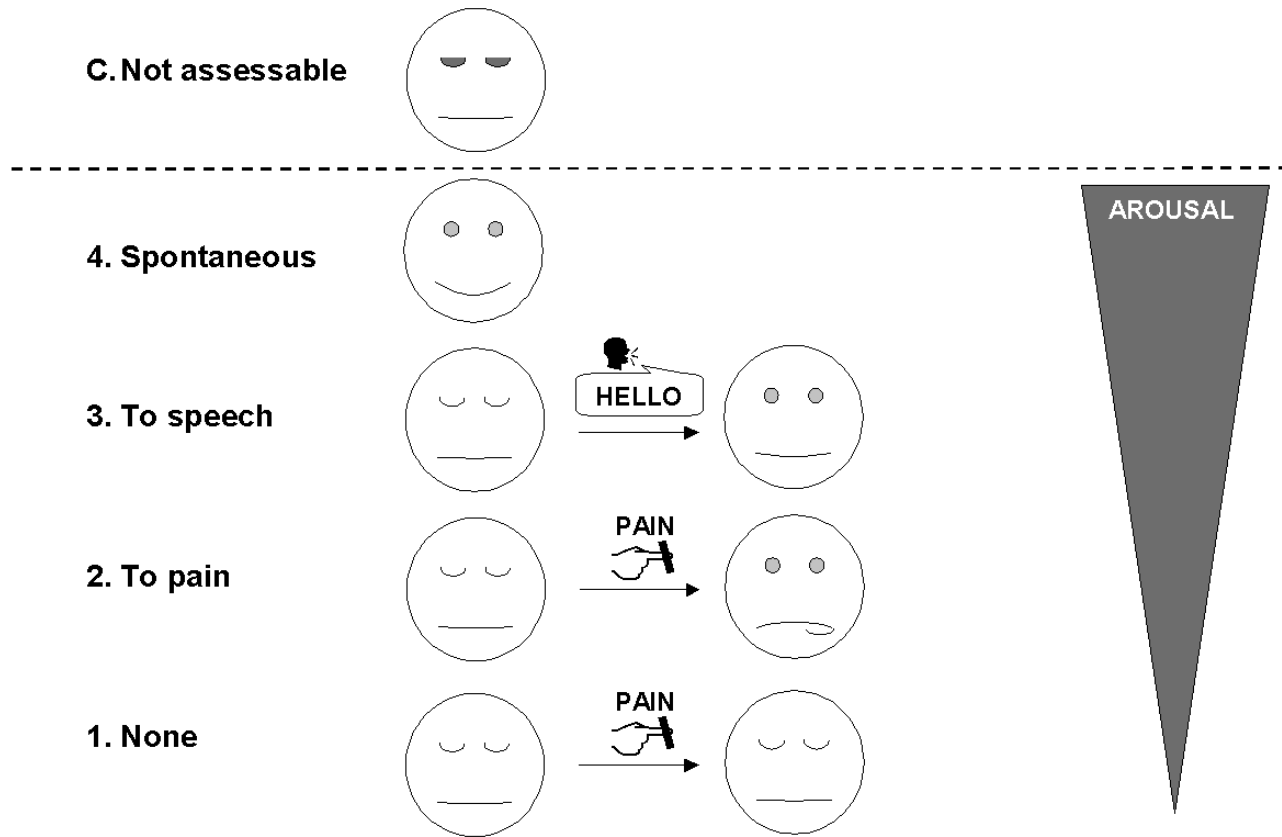 C. Not assessable
4. Spontaneous
AROUSAL
3. To speech
HELLO
2. To pain
PAIN
1. None
PAIN